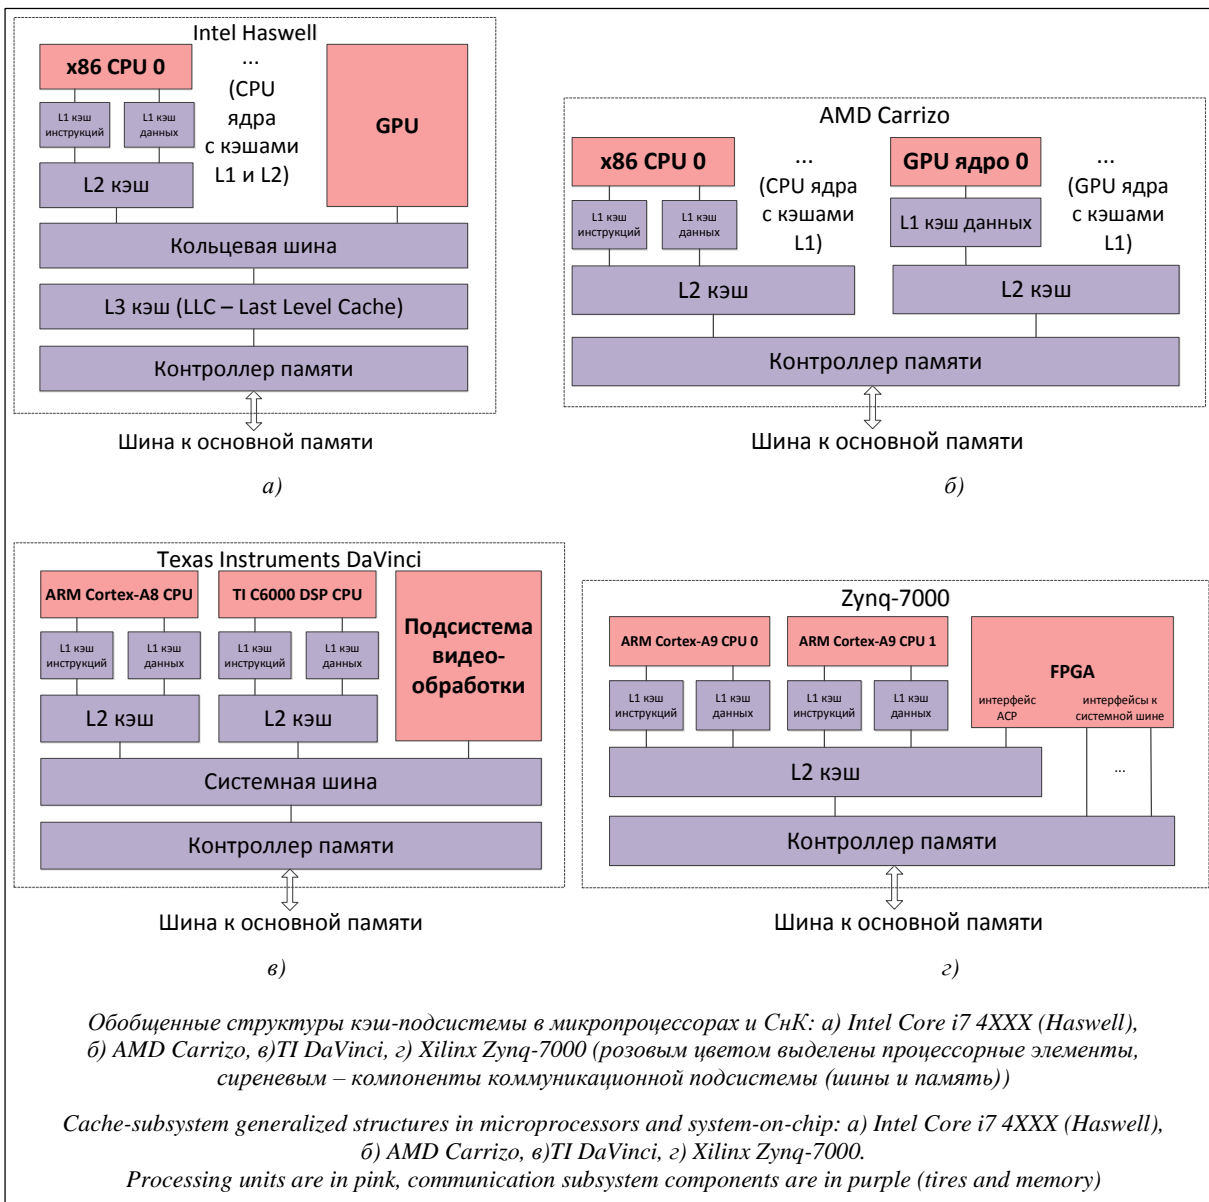 Intel Haswell
x86 CPU 0
...
(CPU
ядра
с кэшами
L1 и L2)
GPU
L1 кэш
инструкций
L1 кэш
данных
L2 кэш
Кольцевая шина
L3 кэш (LLC – Last Level Cache)
Контроллер памяти
Шина к основной памяти
а)
AMD Carrizo
x86 CPU 0
...
(CPU ядра
с кэшами
L1)
GPU ядро 0
...
(GPU ядра
с кэшами
L1)
L1 кэш
инструкций
L1 кэш
данных
L1 кэш данных
L2 кэш
L2 кэш
Контроллер памяти
Шина к основной памяти
б)
Texas Instruments DaVinci
ARM Cortex-A8 CPU
TI C6000 DSP CPU
Подсистема
видео-
обработки
L1 кэш
инструкций
L1 кэш
данных
L1 кэш
инструкций
L1 кэш
данных
L2 кэш
L2 кэш
Системная шина
Контроллер памяти
Шина к основной памяти
в)
Zynq-7000
ARM Cortex-A9 CPU 0
ARM Cortex-A9 CPU 1
FPGA
интерфейс
ACP
интерфейсы к
системной шине
L1 кэш
инструкций
L1 кэш
данных
L1 кэш
инструкций
L1 кэш
данных
L2 кэш
...
Контроллер памяти
Шина к основной памяти
г)
Обобщенные структуры кэш-подсистемы в микропроцессорах и СнК: а) Intel Core i7 4XXX (Haswell),
б) AMD Carrizo, в)TI DaVinci, г) Xilinx Zynq-7000 (розовым цветом выделены процессорные элементы,
сиреневым – компоненты коммуникационной подсистемы (шины и память))
Cache-subsystem generalized structures in microprocessors and system-on-chip: а) Intel Core i7 4XXX (Haswell),
б) AMD Carrizo, в)TI DaVinci, г) Xilinx Zynq-7000.
Processing units are in pink, communication subsystem components are in purple (tires and memory)